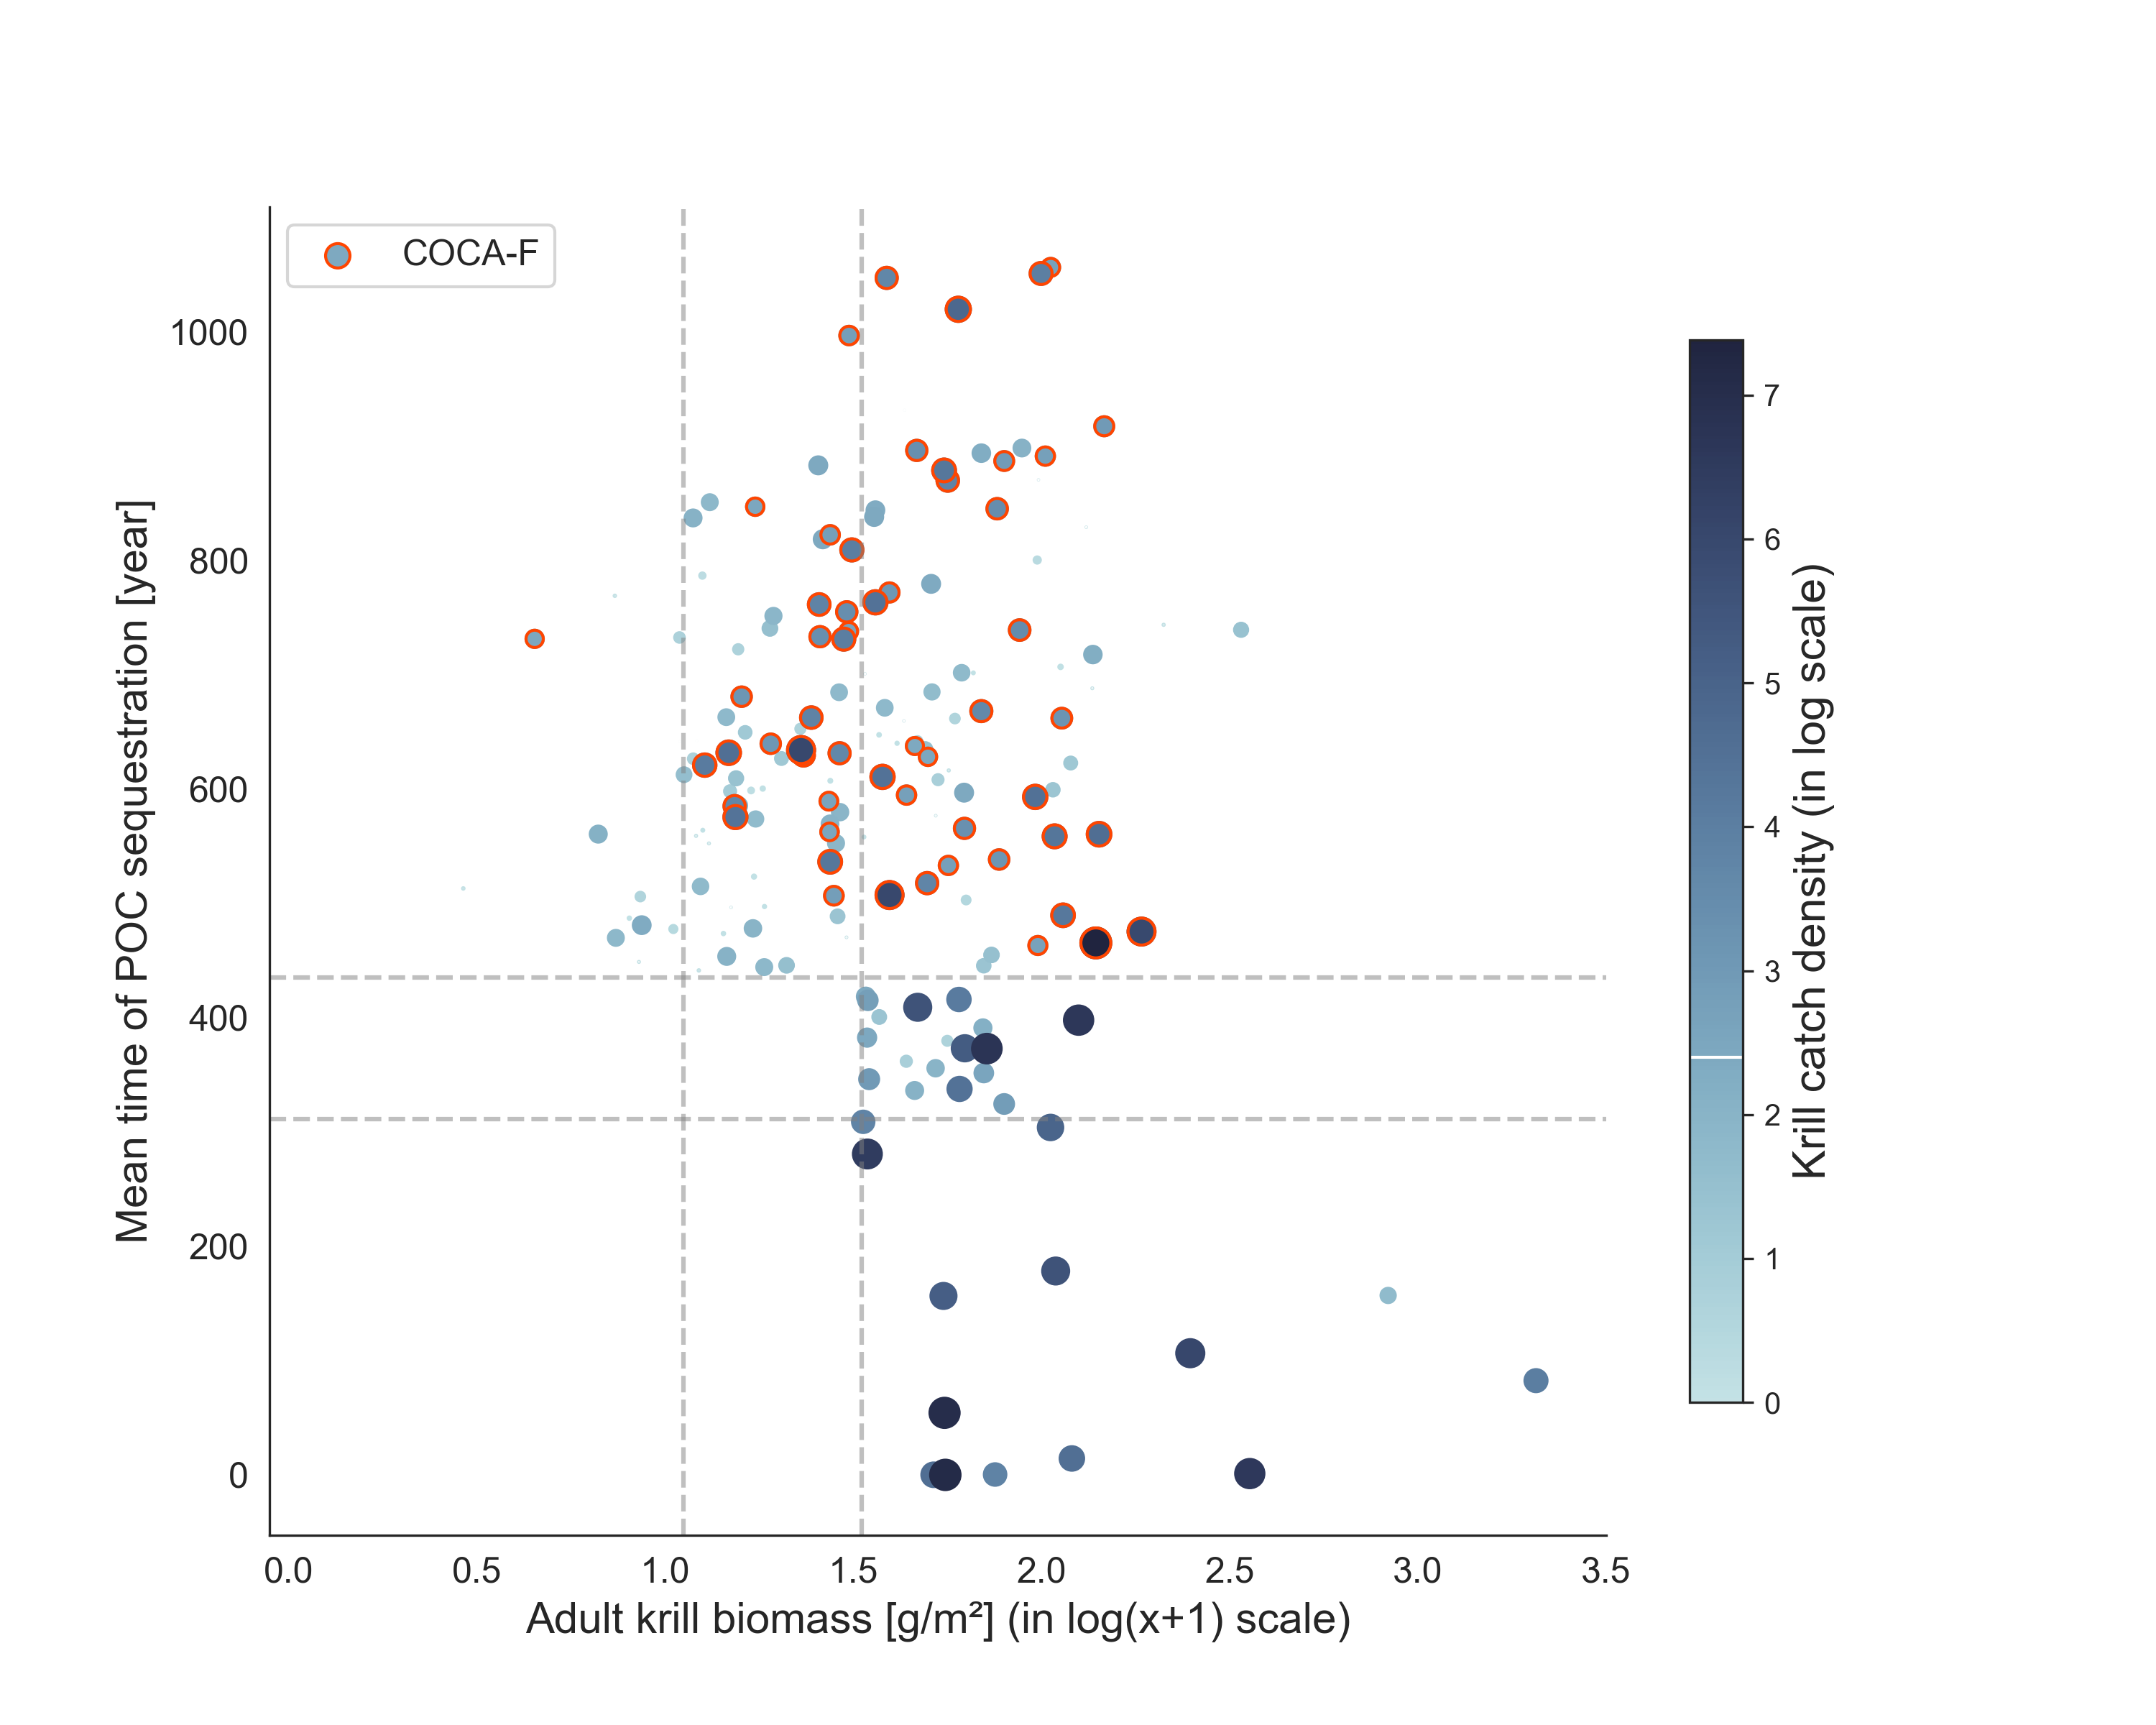 COCA-F
Mean time of POC sequestration [year]
1000
800
600
400
200
0
0.0 0.5 1.0 1.5 2.0 2.5 3.0 3.5
Adult krill biomass [g/m²] (in log(x+1) scale)
7
6
5
4
3
2
1
0
Krill catch density (in log scale)